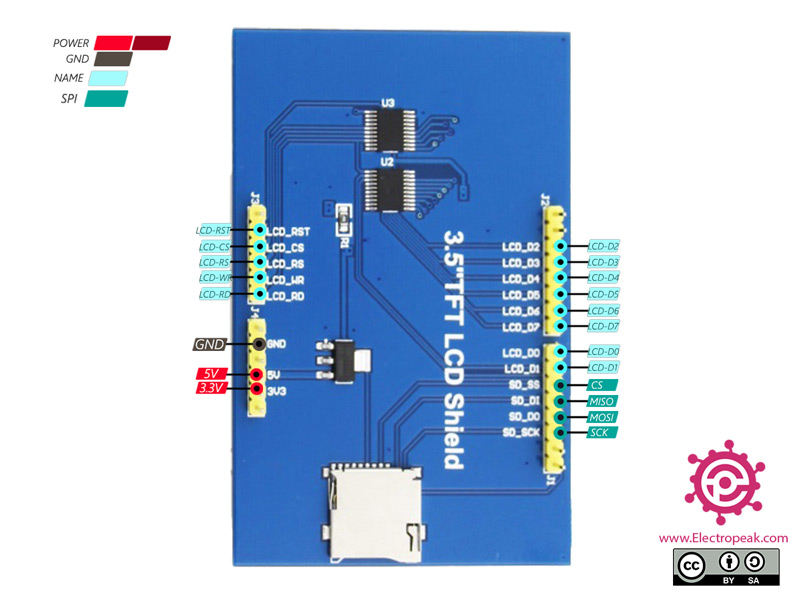 POWER
GND
NAME
SPI
U3
U2
J3
J2
R1
LCD-RST
LCD-CS
LCD-RS
LCD-WR
LCD-RD
LCD_RST
LCD_CS
LCD_RS
LCD_WR
LCD_RD
J4
GND
GND
5V
5V
3.3V
3V3
3.5"TFT LCD Shield
LCD_D2
LCD-D2
LCD_D3
LCD-D3
LCD_D4
LCD-D4
LCD_D5
LCD-D5
LCD_D6
LCD-D6
LCD_D7
LCD-D7
LCD_D0
LCD-D0
LCD_D1
LCD-D1
SD_SS
CS
SD_DI
MISO
SD_DO
MOSI
SD_SCK
SCK
J1
www.Electropeak.com
cc
BY SA